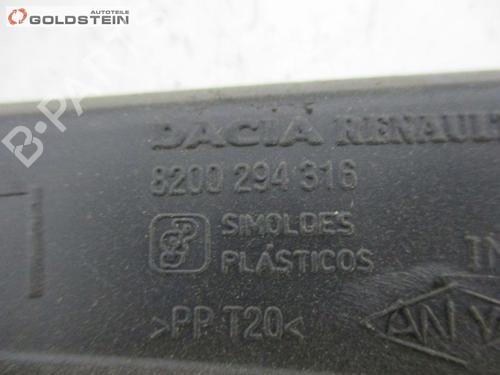 AUTOTEILE
GOLDSTEIN
DACIA RENAULT
8200 294 316
SIMOLDES
PLÁSTICOS
>PP T20<